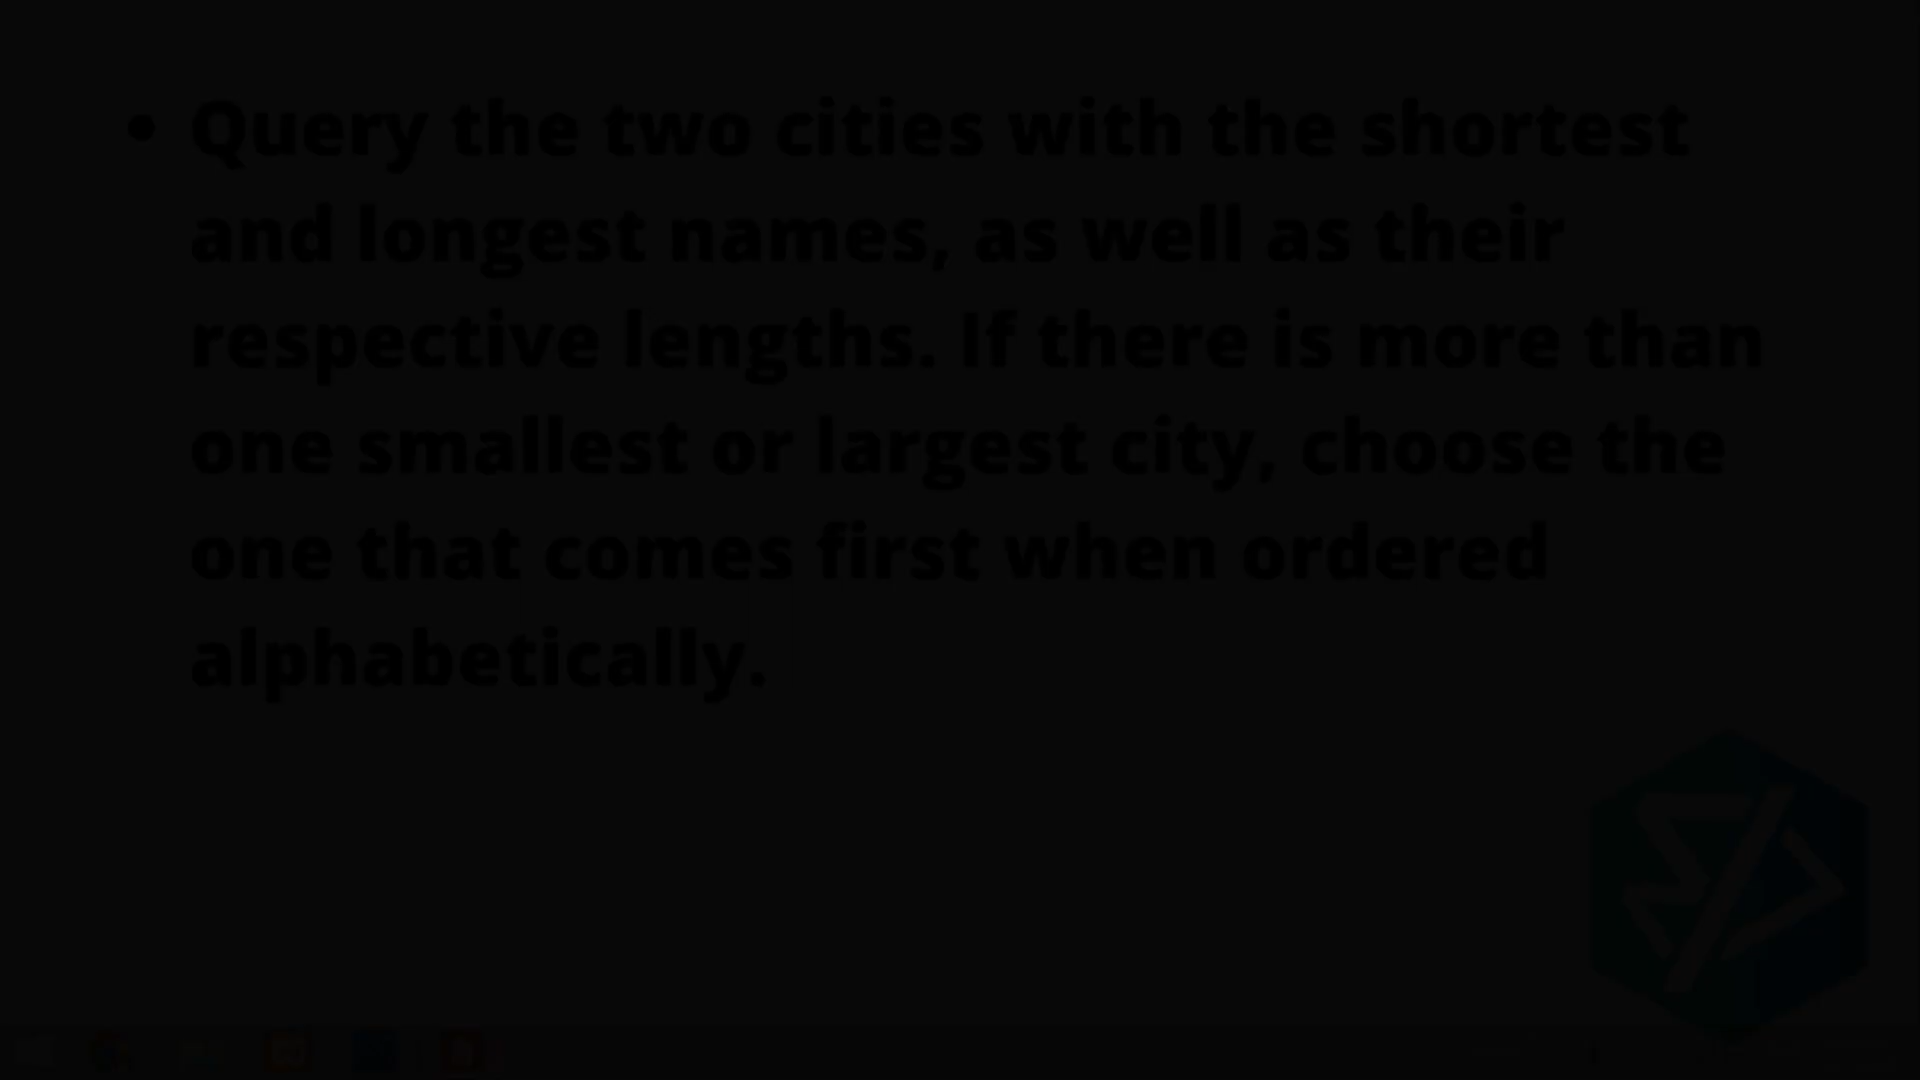 • Query the two cities with the shortest
and longest names, as well as their
respective lengths. If there is more than
one smallest or largest city, choose the
one that comes first when ordered
alphabetically.